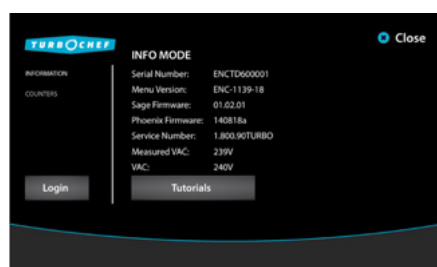 TURBOCHEF
Close
INFO MODE
INFORMATION
COUNTERS
Serial Number: ENCTD600001
Menu Version: ENC-1139-18
Sage Firmware: 01.02.01
Phoenix Firmware: 140818a
Service Number: 1.800.90TURBO
Measured VAC: 239V
VAC: 240V
Login
Tutorials